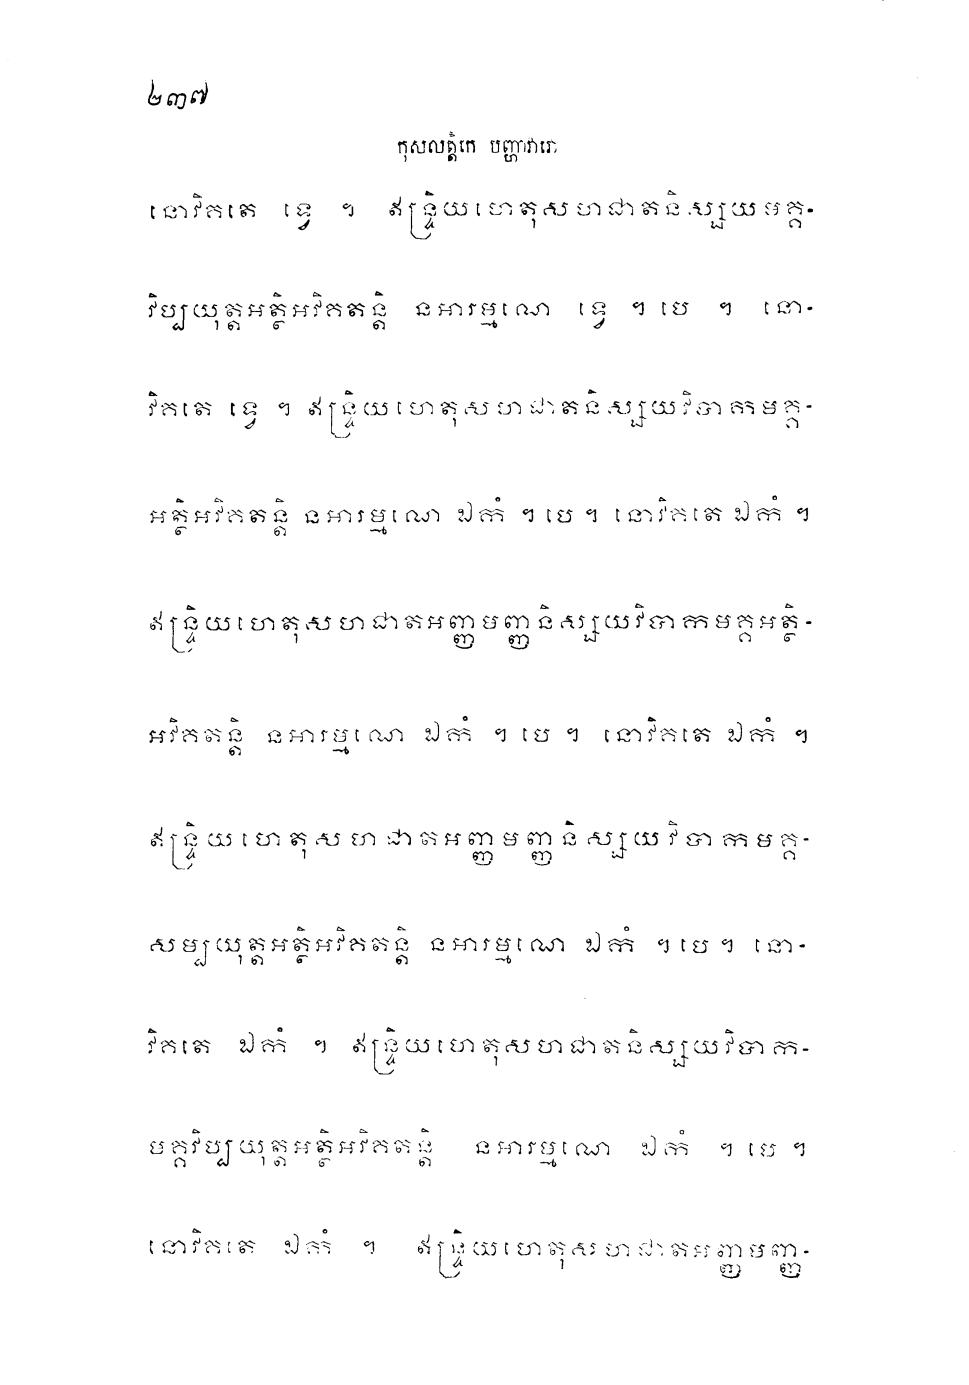 ២៣៧
កុសលត្តិកេ បញ្ហាវារោ
នោវិគតេ ទ្វេ ។ ឥន្ទ្រិយហេតុសហជាតនិស្សយមគ្គ-
វិប្បយុត្តអត្ថិអវិគតន្តិ នអារម្មណេ ទ្វេ ។ បេ ។ នោ-
វិគតេ ទ្វេ ។ ឥន្ទ្រិយហេតុសហជាតនិស្សយវិបាកមគ្គ-
អត្ថិអវិគតន្តិ នអារម្មណេ ឯកំ ។ បេ ។ នោវិគតេ ឯកំ ។
ឥន្ទ្រិយហេតុសហជាតអញ្ញមញ្ញនិស្សយវិបាកមគ្គអត្ថិ-
អវិគតន្តិ នអារម្មណេ ឯកំ ។ បេ ។ នោវិគតេ ឯកំ ។
ឥន្ទ្រិយហេតុសហជាតអញ្ញមញ្ញនិស្សយវិបាកមគ្គ-
សម្បយុត្តអត្ថិអវិគតន្តិ នអារម្មណេ ឯកំ ។ បេ ។ នោ-
វិគតេ ឯកំ ។ ឥន្ទ្រិយហេតុសហជាតនិស្សយវិបាក-
មគ្គវិប្បយុត្តអត្ថិអវិគតន្តិ នអារម្មណេ ឯកំ ។ បេ ។
នោវិគតេ ឯកំ ។ ឥន្ទ្រិយហេតុសហជាតអញ្ញមញ្ញ-